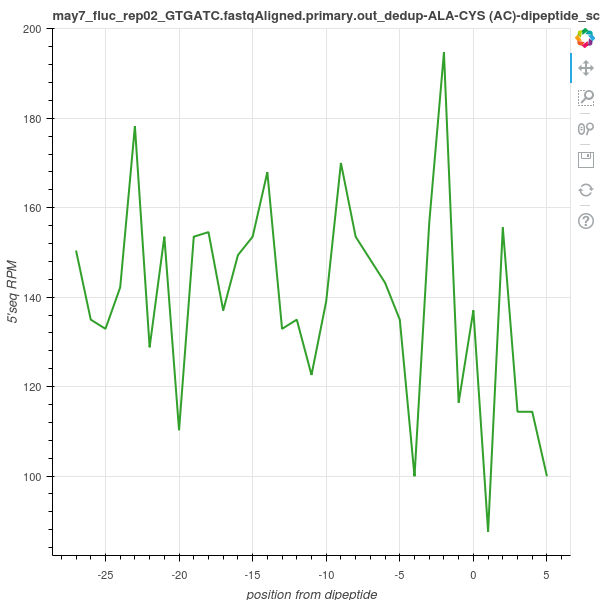 may7_fluc_rep02_GTGATC.fastqAligned.primary.out_dedup-ALA-CYS (AC)-dipeptide_sc
200
180
160
140
120
100
5'seq RPM
-25 -20 -15 -10 -5 0 5
position from dipeptide